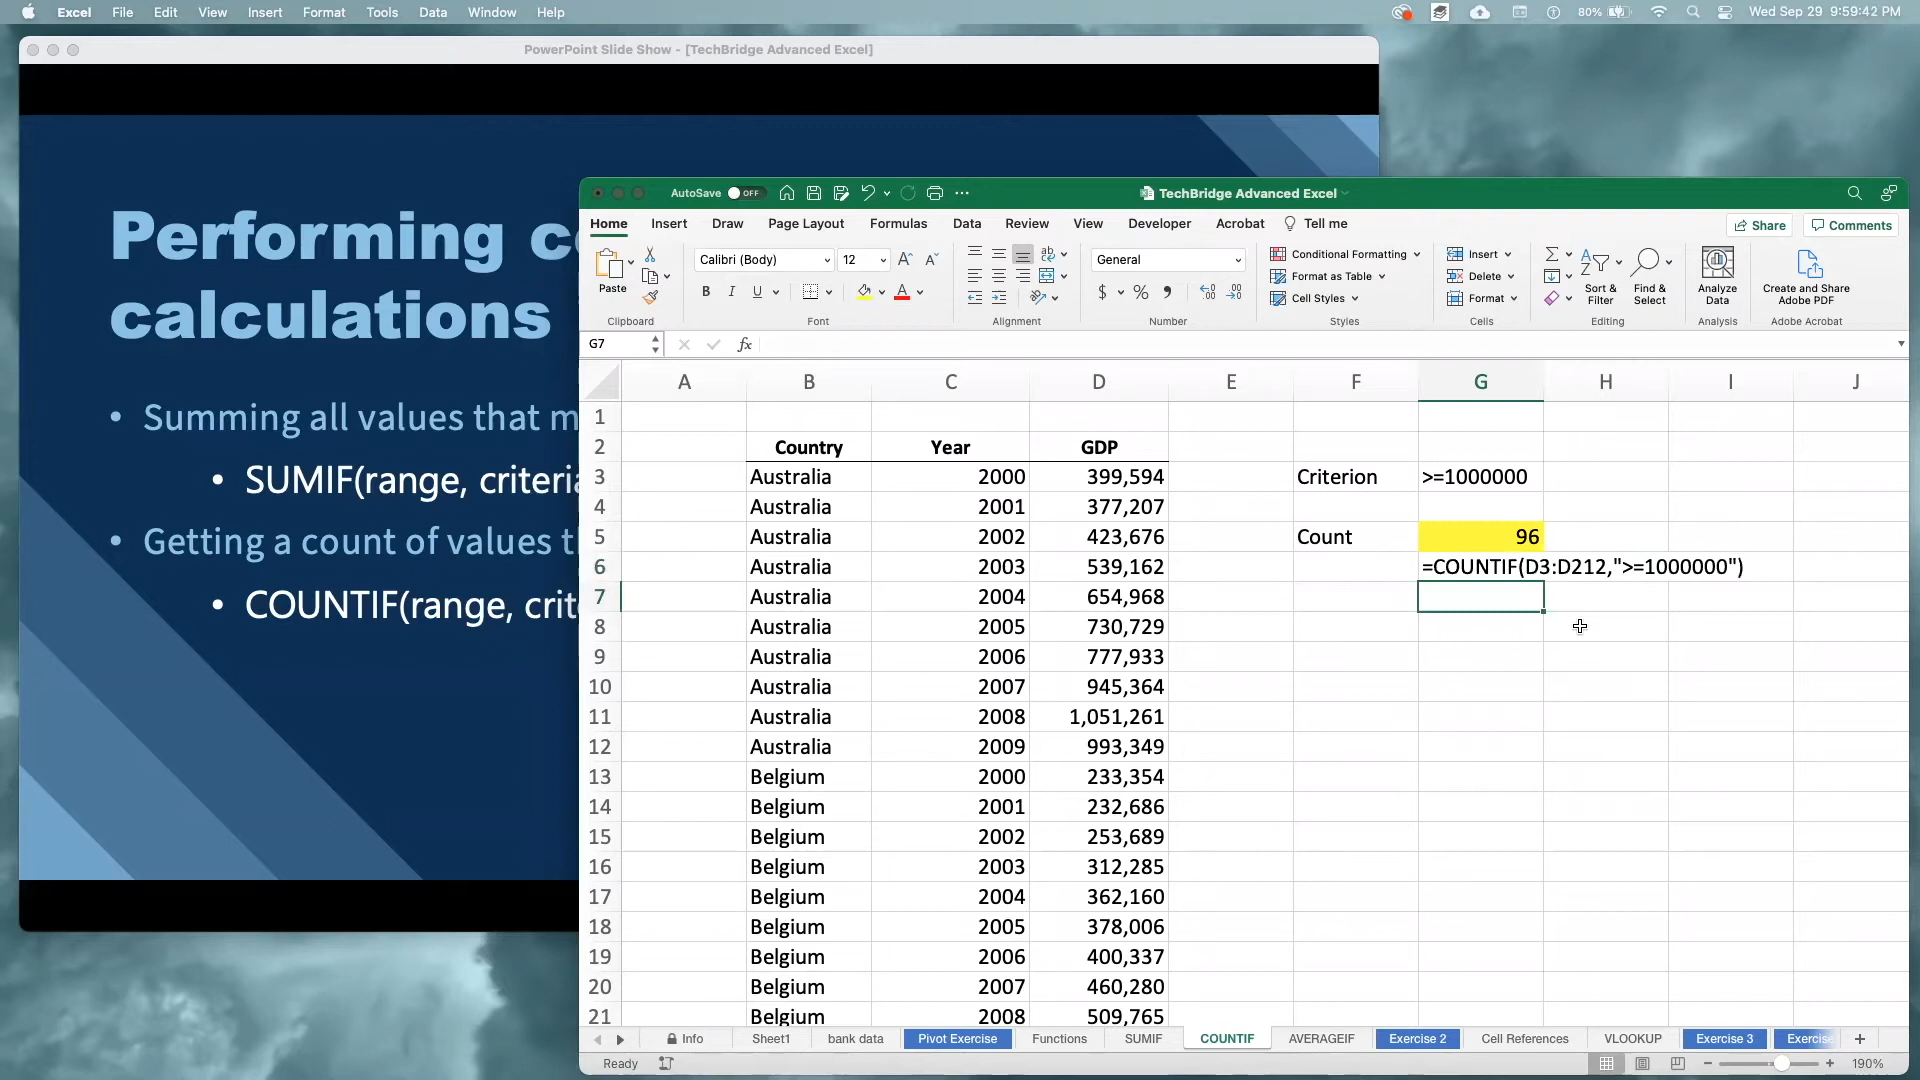 Excel File Edit View Insert Format Tools Data Window Help
80% Wed Sep 29 9:59:42 PM
PowerPoint Slide Show - [TechBridge Advanced Excel]
Performing c
calculations
• Summing all values that m
• SUMIF(range, criteria
• Getting a count of values t
• COUNTIF(range, crite
AutoSave OFF TechBridge Advanced Excel
Home Insert Draw Page Layout Formulas Data Review View Developer Acrobat Tell me Share Comments
Paste Calibri (Body) 12 General Conditional Formatting Insert
Format as Table Delete
B I U $ % Cell Styles Format
Sort & Filter Find & Select Analyze Data Create and Share Adobe PDF
Clipboard Font Alignment Number Styles Cells Editing Analysis Adobe Acrobat
G7 fx
A B C D E F G H I J
1
2 Country Year GDP
3 Australia 2000 399,594 Criterion >=1000000
4 Australia 2001 377,207
5 Australia 2002 423,676 Count 96
6 Australia 2003 539,162 =COUNTIF(D3:D212,">=1000000")
7 Australia 2004 654,968
8 Australia 2005 730,729
9 Australia 2006 777,933
10 Australia 2007 945,364
11 Australia 2008 1,051,261
12 Australia 2009 993,349
13 Belgium 2000 233,354
14 Belgium 2001 232,686
15 Belgium 2002 253,689
16 Belgium 2003 312,285
17 Belgium 2004 362,160
18 Belgium 2005 378,006
19 Belgium 2006 400,337
20 Belgium 2007 460,280
21 Belgium 2008 509,765
Info Sheet1 bank data Pivot Exercise Functions SUMIF COUNTIF AVERAGEIF Exercise 2 Cell References VLOOKUP Exercise 3 Exercise
Ready 190%